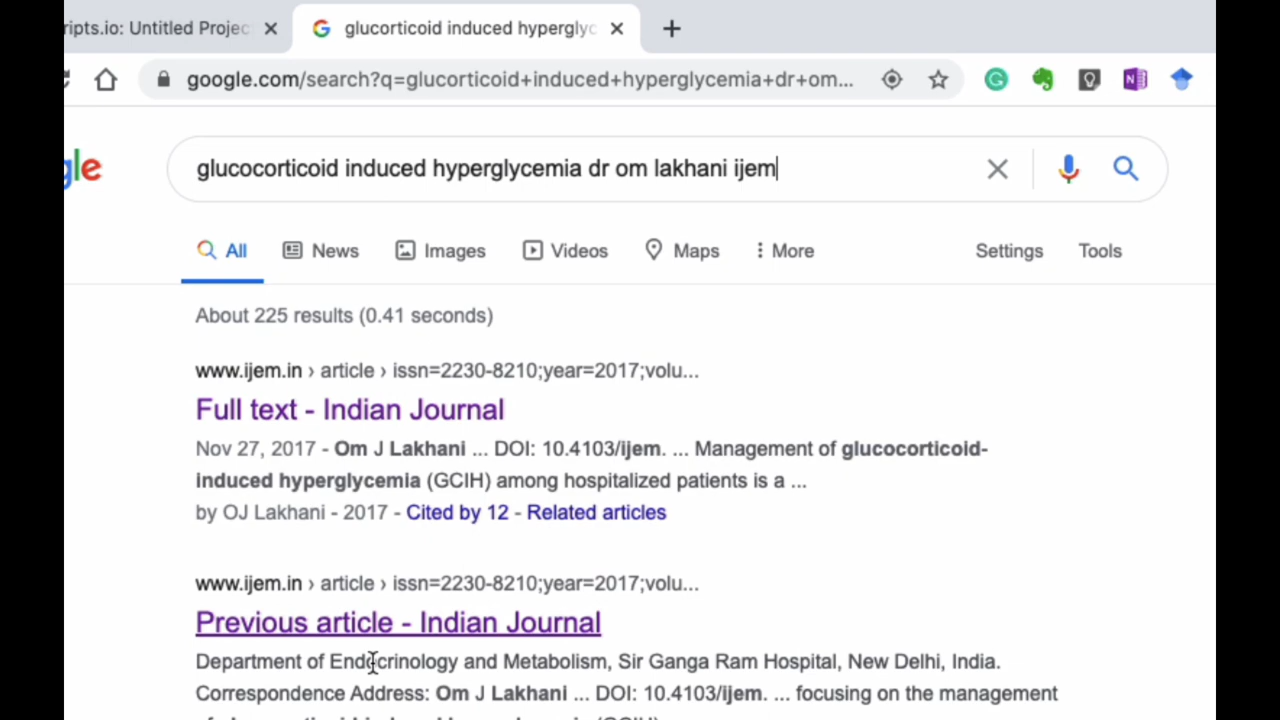 ripts.io: Untitled Projec
glucorticoid induced hyperglyc
google.com/search?q=glucorticoid+induced+hyperglycemia+dr+om...
gle
glucocorticoid induced hyperglycemia dr om lakhani ijem
All News Images Videos Maps More Settings Tools
About 225 results (0.41 seconds)
www.ijem.in › article › issn=2230-8210;year=2017;volu...
Full text - Indian Journal
Nov 27, 2017 - Om J Lakhani ... DOI: 10.4103/ijem. ... Management of glucocorticoid-
induced hyperglycemia (GCIH) among hospitalized patients is a ...
by OJ Lakhani - 2017 - Cited by 12 - Related articles
www.ijem.in › article › issn=2230-8210;year=2017;volu...
Previous article - Indian Journal
Department of Endocrinology and Metabolism, Sir Ganga Ram Hospital, New Delhi, India.
Correspondence Address: Om J Lakhani ... DOI: 10.4103/ijem. ... focusing on the management